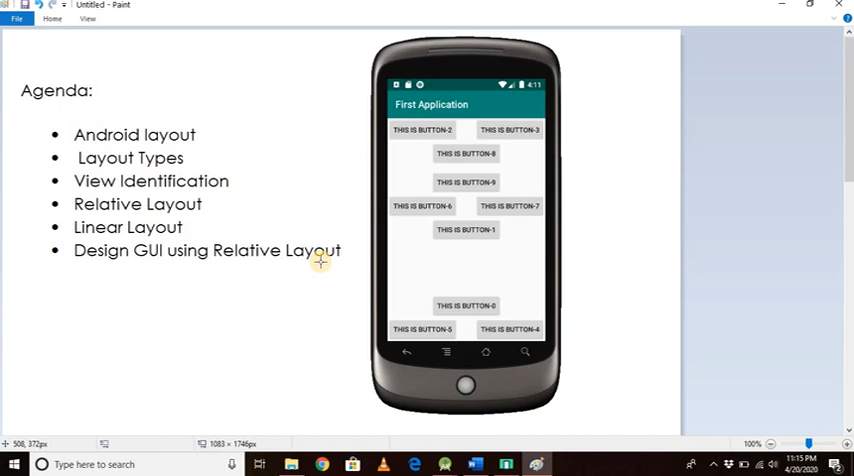 Untitled - Paint
File Home View
Agenda:
• Android layout
• Layout Types
• View Identification
• Relative Layout
• Linear Layout
• Design GUI using Relative Layout
4:11
First Application
THIS IS BUTTON-2 THIS IS BUTTON-3
THIS IS BUTTON-8
THIS IS BUTTON-9
THIS IS BUTTON-6 THIS IS BUTTON-7
THIS IS BUTTON-1
THIS IS BUTTON-0
THIS IS BUTTON-5 THIS IS BUTTON-4
508, 372px 1083 × 1746px 100%
Type here to search
11:15 PM
4/20/2020